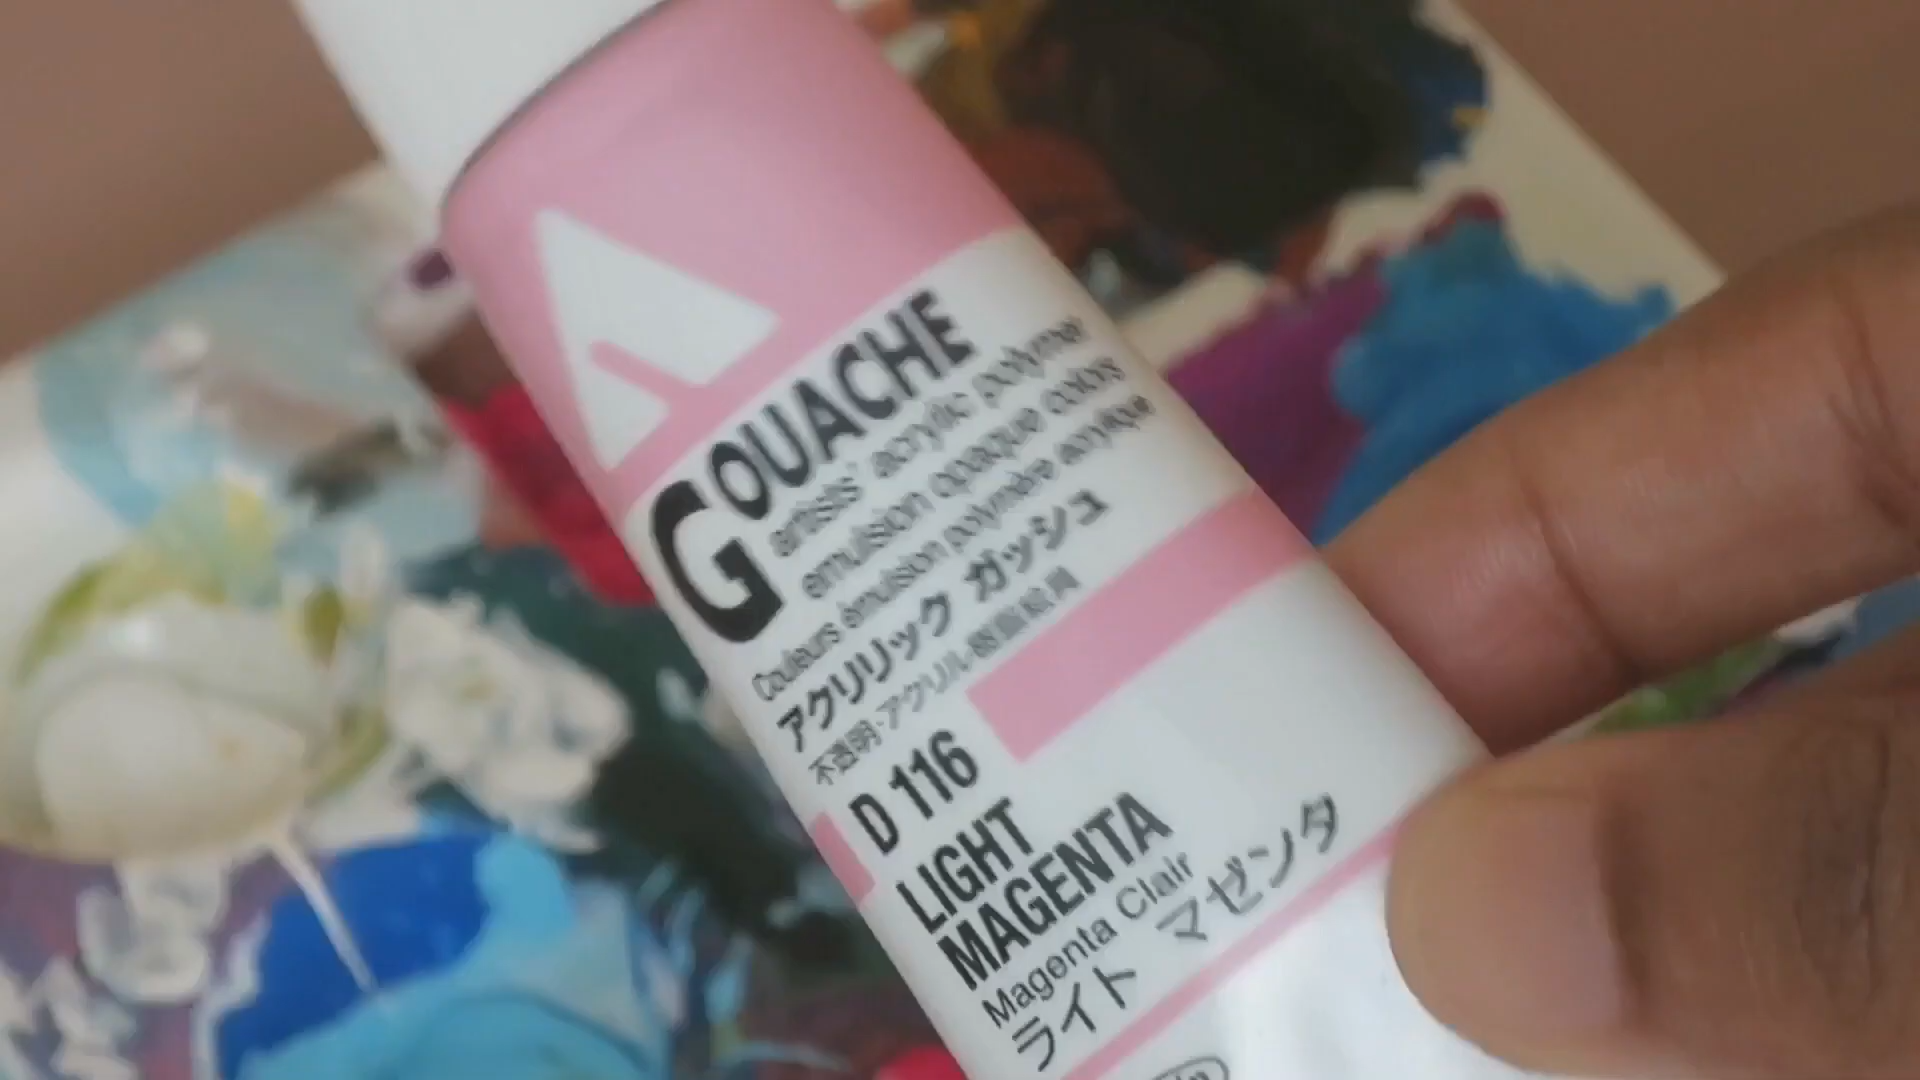 GOUACHE
artists' acrylic polymer
emulsion opaque colors
Couleurs émulsion polymère acrylique
アクリリック ガッシュ
不透明·アクリル樹脂絵具
D 116
LIGHT
MAGENTA
Magenta Clair
ライト マゼンタ